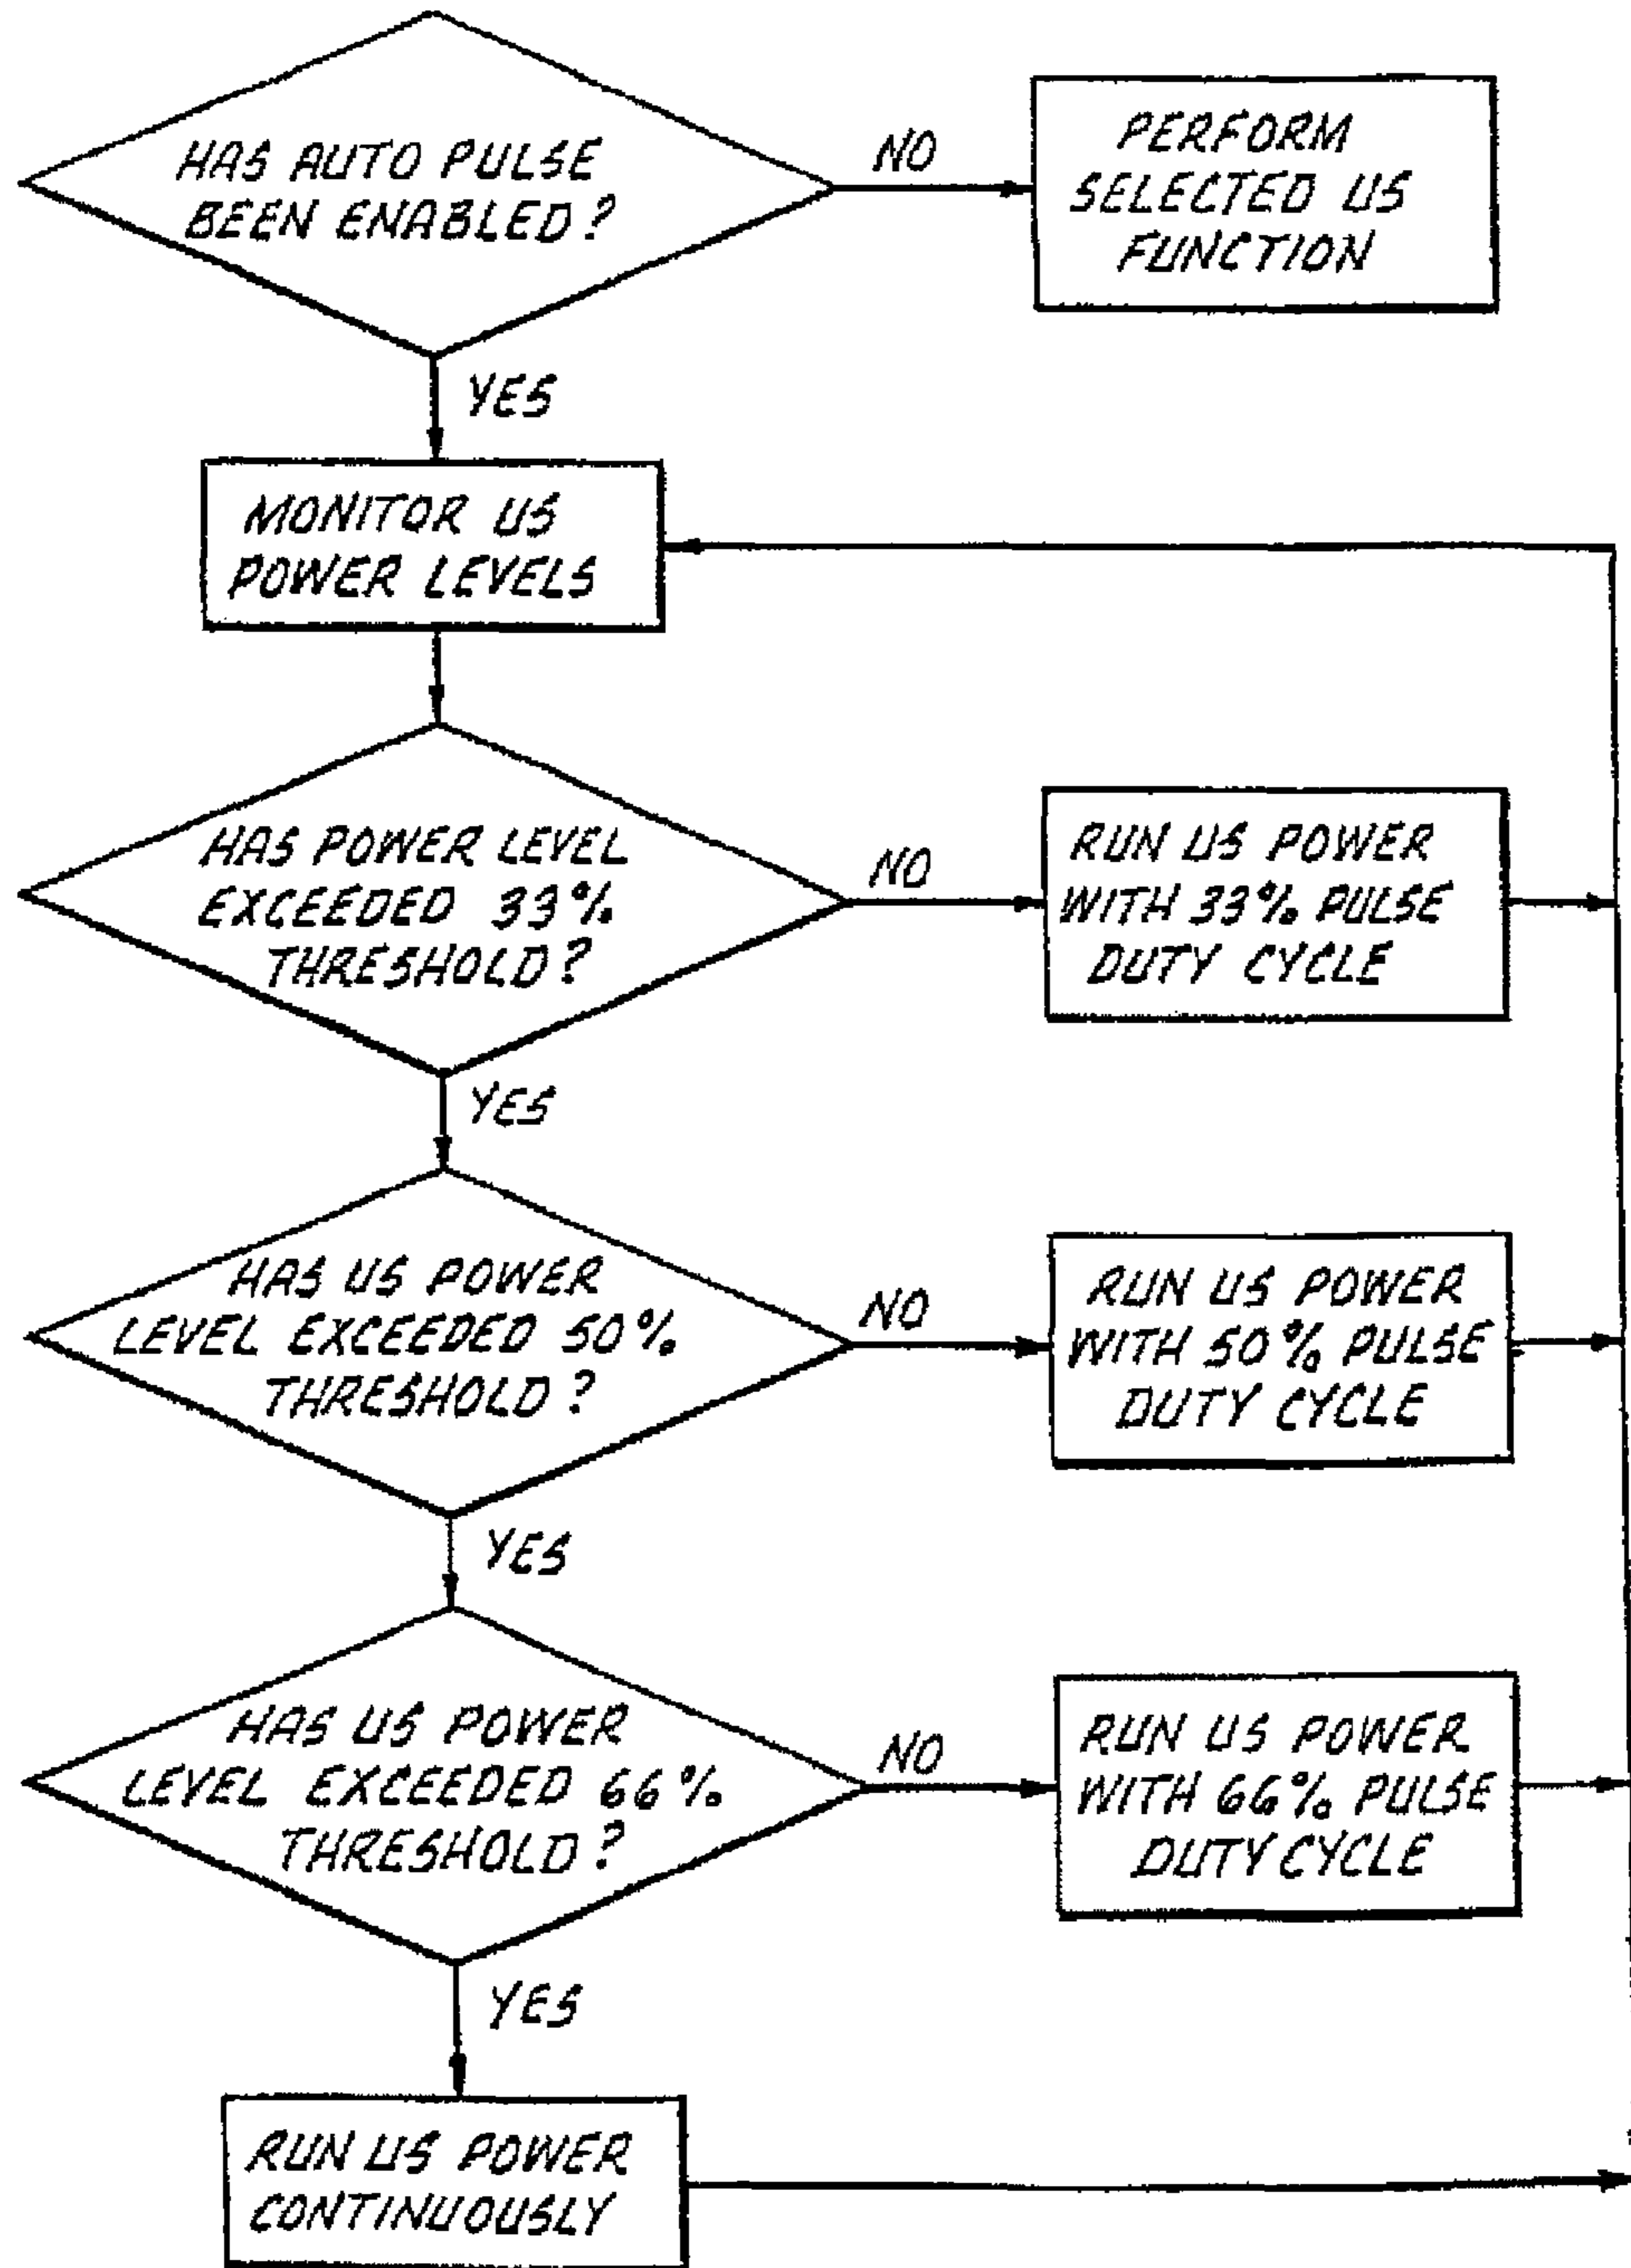 HAS AUTO PULSE
BEEN ENABLED?
NO
PERFORM
SELECTED US
FUNCTION
YES
MONITOR US
POWER LEVELS
HAS POWER LEVEL
EXCEEDED 33%
THRESHOLD?
NO
RUN US POWER
WITH 33% PULSE
DUTY CYCLE
YES
HAS US POWER
LEVEL EXCEEDED 50%
THRESHOLD?
NO
RUN US POWER
WITH 50% PULSE
DUTY CYCLE
YES
HAS US POWER
LEVEL EXCEEDED 66%
THRESHOLD?
NO
RUN US POWER
WITH 66% PULSE
DUTY CYCLE
YES
RUN US POWER
CONTINUOUSLY